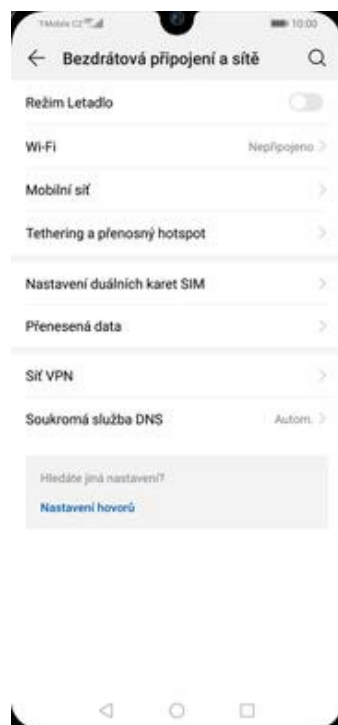 T-Mobile CZ 10:00
Bezdrátová připojení a sítě
Režim Letadlo
Wi-Fi Nepřipojeno
Mobilní síť
Tethering a přenosný hotspot
Nastavení duálních karet SIM
Přenesená data
Síť VPN
Soukromá služba DNS Autom.
Hledáte jiná nastavení?
Nastavení hovorů